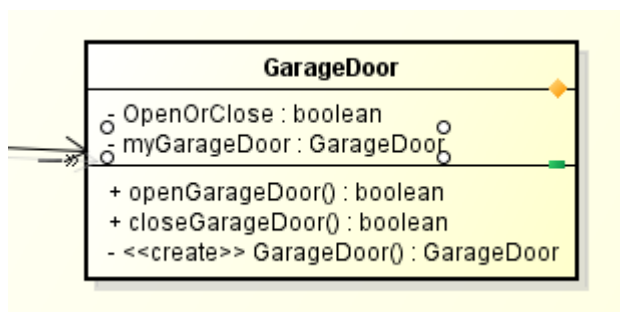 GarageDoor
- OpenOrClose : boolean
- myGarageDoor : GarageDoor
+ openGarageDoor() : boolean
+ closeGarageDoor() : boolean
- <<create>> GarageDoor() : GarageDoor